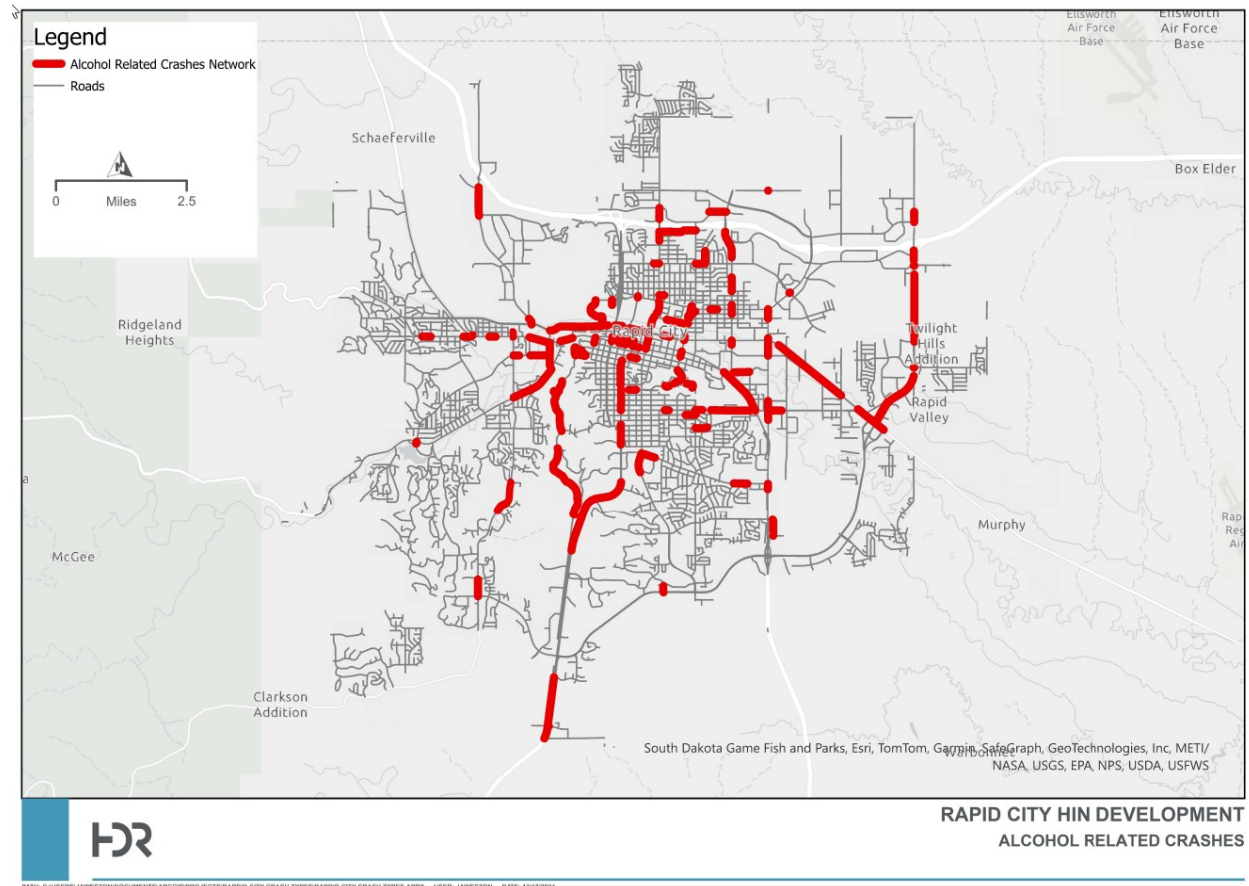 Legend
Alcohol Related Crashes Network
Roads
0 Miles 2.5
Ellsworth
Air Force
Base
Ellsworth
Air Force
Base
Schaeferville
Box Elder
Ridgeland
Heights
Rapid City
Twilight
Hills
Addition
Rapid
Valley
a
McGee
Murphy
Clarkson
Addition
South Dakota Game Fish and Parks, Esri, TomTom, Garmin, SafeGraph, GeoTechnologies, Inc, METI/
NASA, USGS, EPA, NPS, USDA, USFWS
RAPID CITY HIN DEVELOPMENT
ALCOHOL RELATED CRASHES
HDR